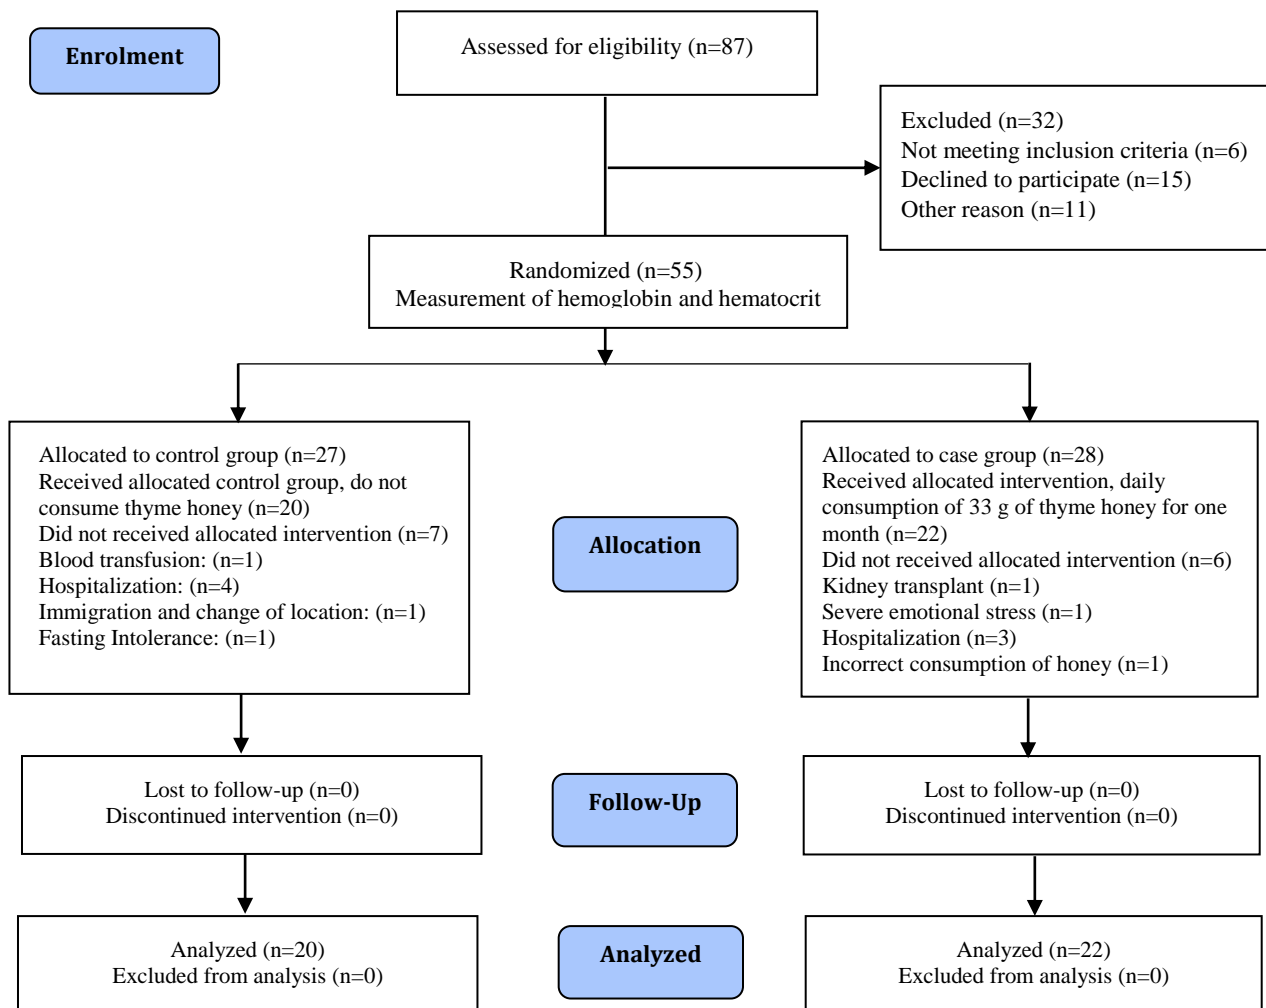 Enrolment
Assessed for eligibility (n=87)
Excluded (n=32)
Not meeting inclusion criteria (n=6)
Declined to participate (n=15)
Other reason (n=11)
Randomized (n=55)
Measurement of hemoglobin and hematocrit
Allocated to control group (n=27)
Received allocated control group, do not
consume thyme honey (n=20)
Did not received allocated intervention (n=7)
Blood transfusion: (n=1)
Hospitalization: (n=4)
Immigration and change of location: (n=1)
Fasting Intolerance: (n=1)
Allocation
Allocated to case group (n=28)
Received allocated intervention, daily
consumption of 33 g of thyme honey for one
month (n=22)
Did not received allocated intervention (n=6)
Kidney transplant (n=1)
Severe emotional stress (n=1)
Hospitalization (n=3)
Incorrect consumption of honey (n=1)
Lost to follow-up (n=0)
Discontinued intervention (n=0)
Follow-Up
Lost to follow-up (n=0)
Discontinued intervention (n=0)
Analyzed (n=20)
Excluded from analysis (n=0)
Analyzed
Analyzed (n=22)
Excluded from analysis (n=0)